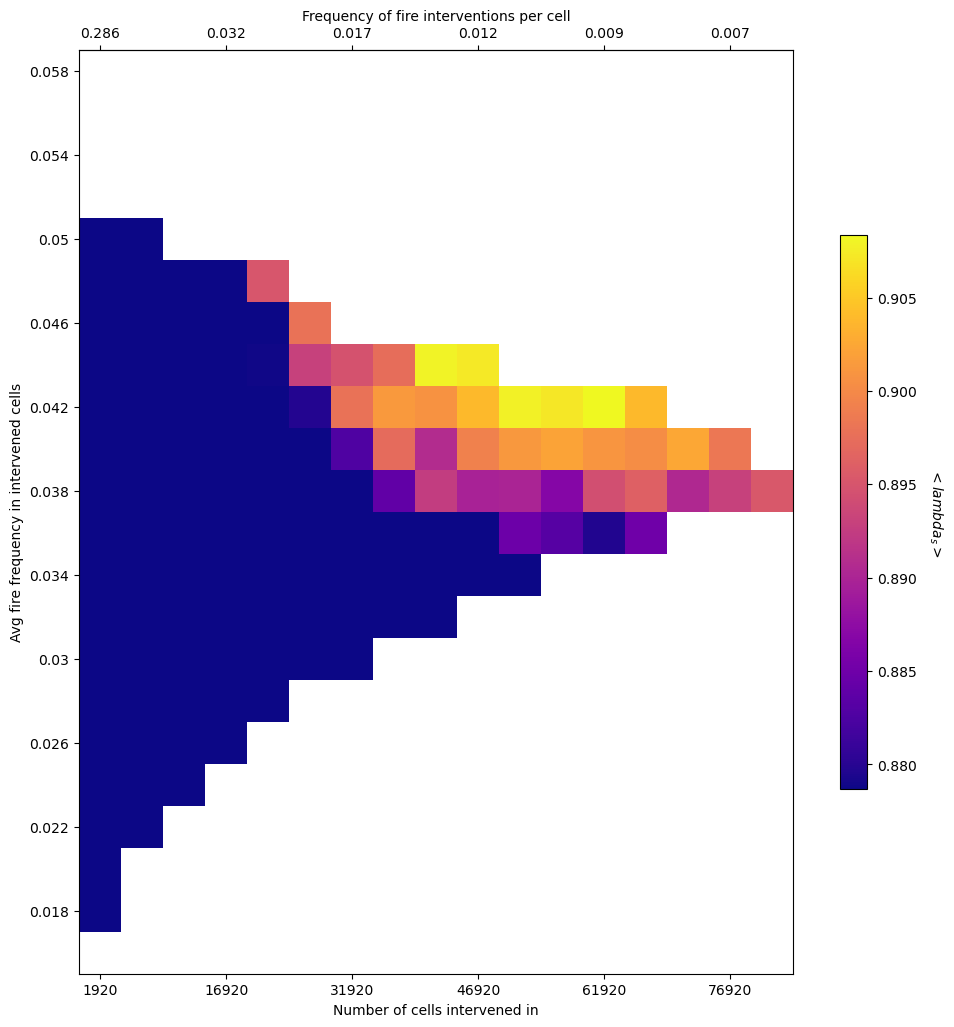 Frequency of fire interventions per cell
0.286 0.032 0.017 0.012 0.009 0.007
Avg fire frequency in intervened cells
0.058
0.054
0.05
0.046
0.042
0.038
0.034
0.03
0.026
0.022
0.018
1920 16920 31920 46920 61920 76920
Number of cells intervened in
0.905
0.900
0.895
0.890
0.885
0.880
< lambda_s >